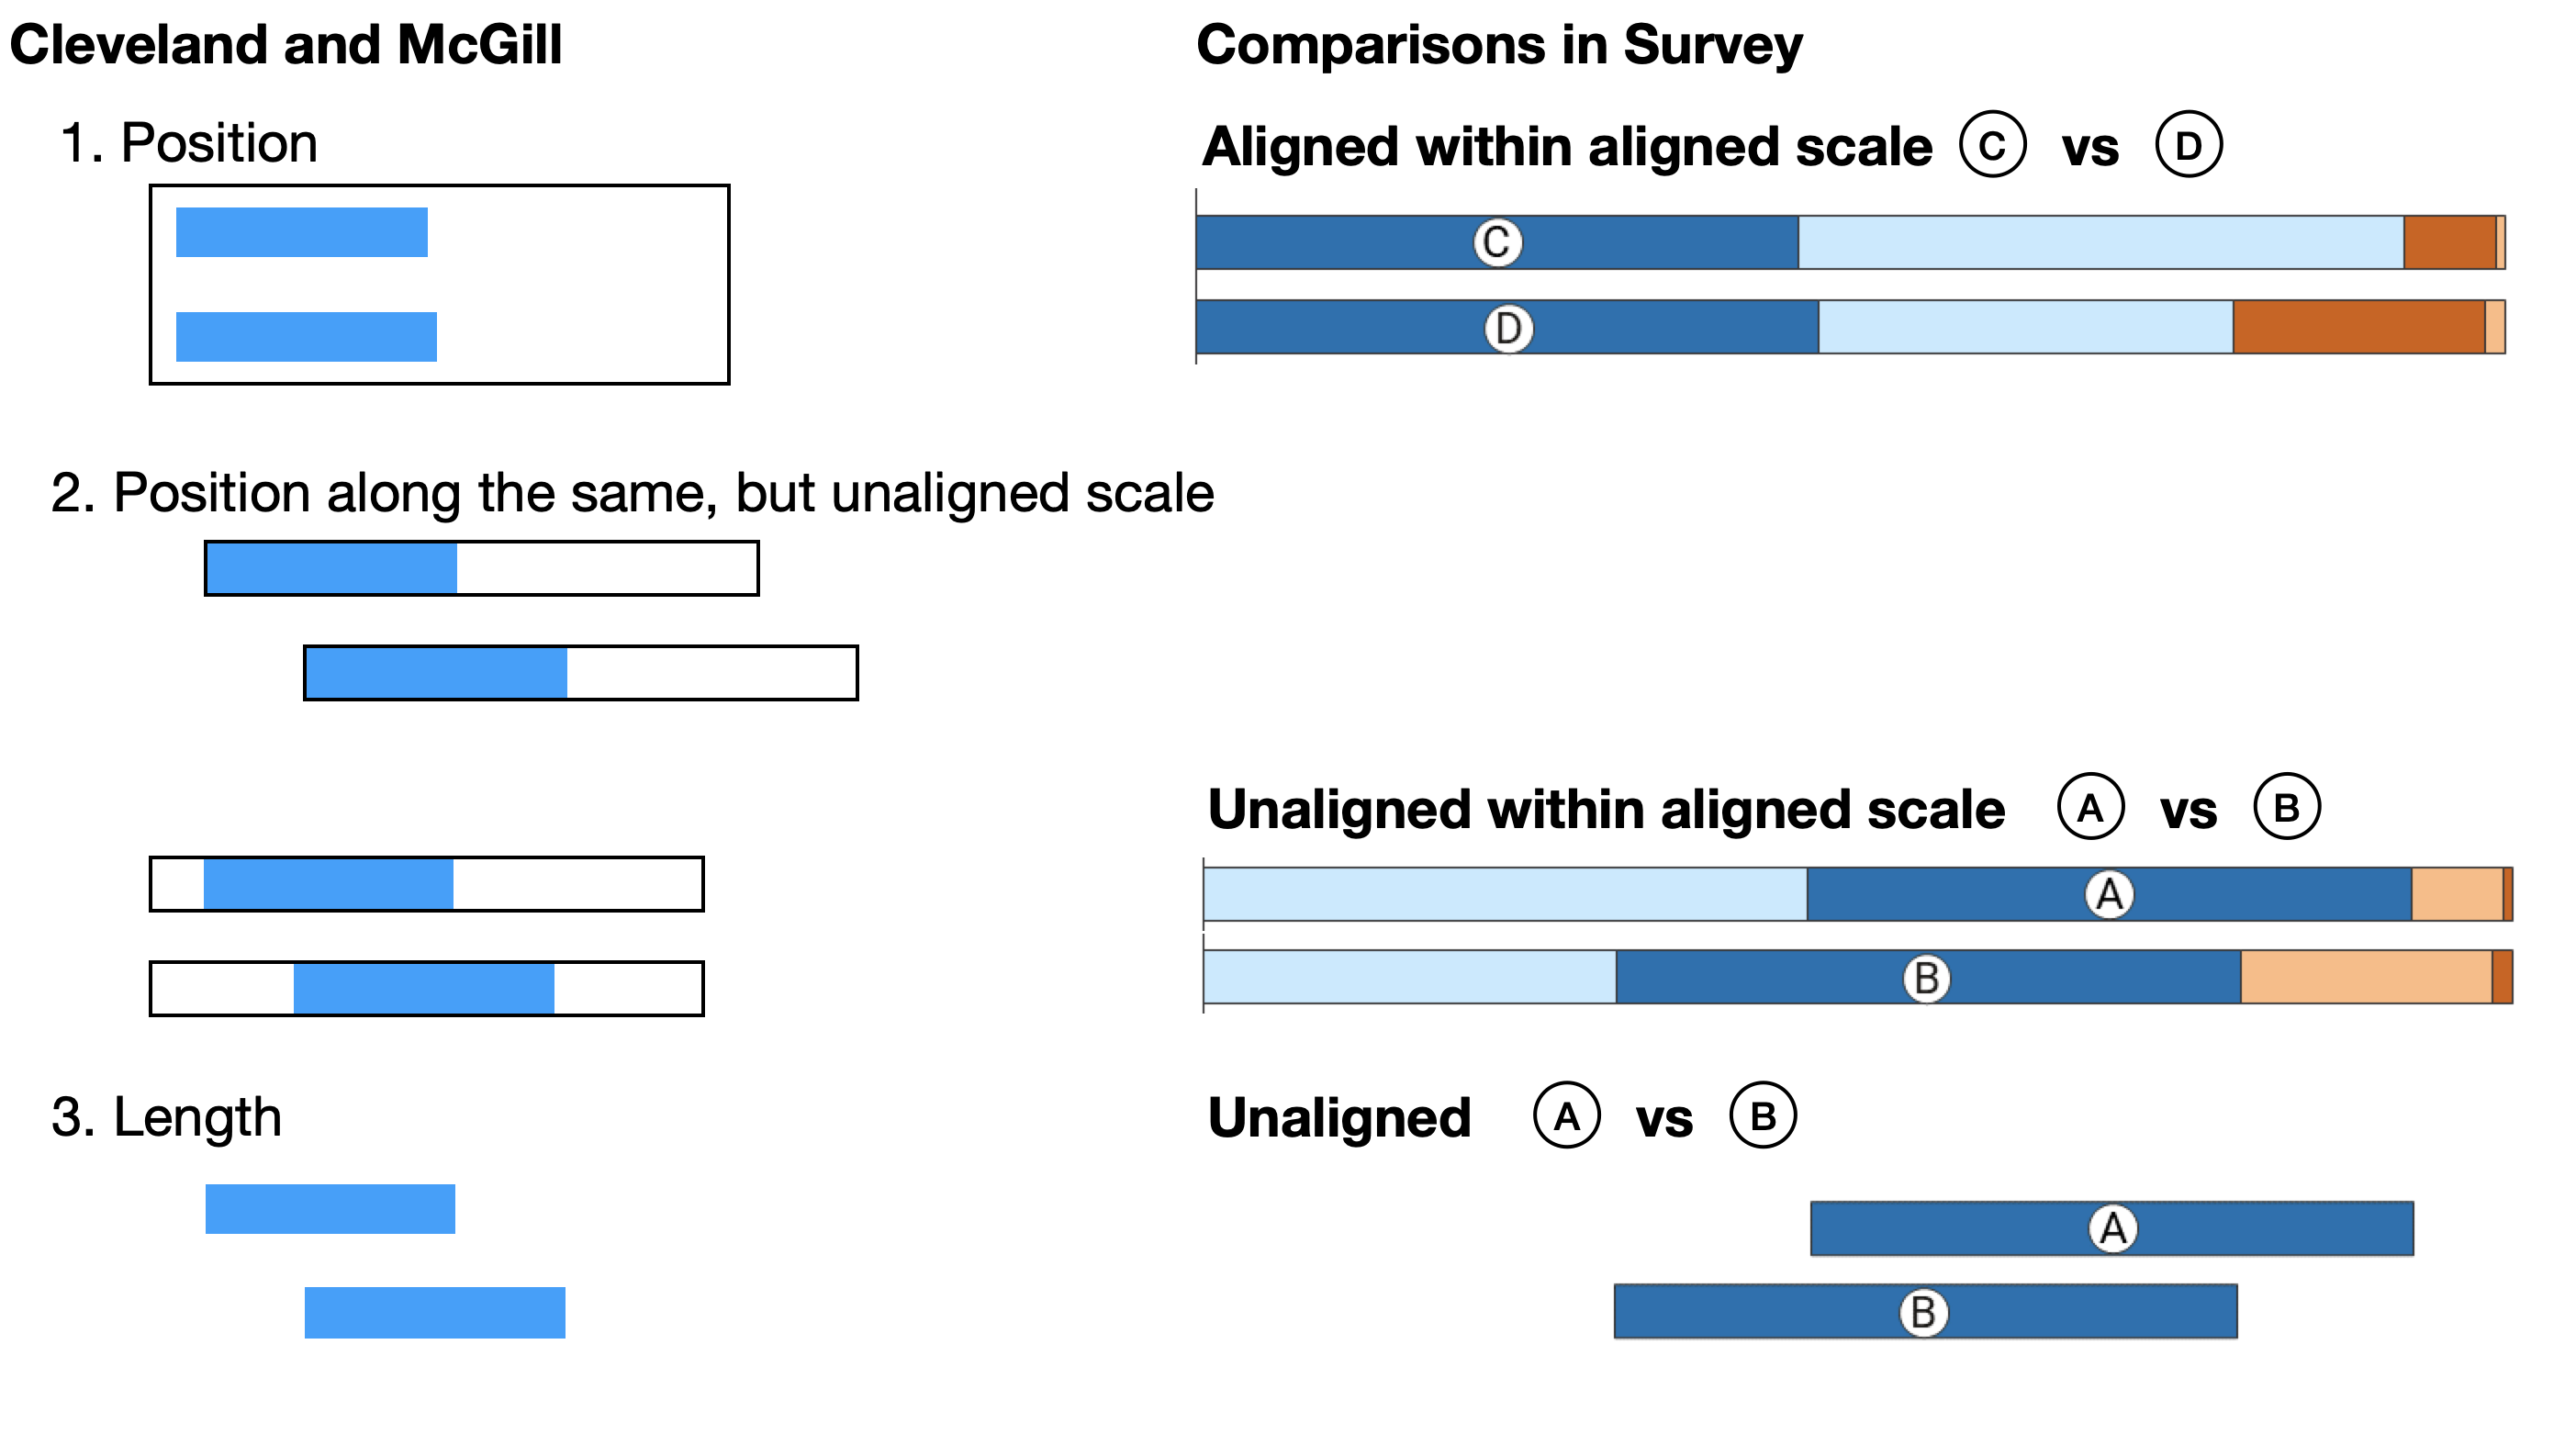 Cleveland and McGill
1. Position
2. Position along the same, but unaligned scale
3. Length
Comparisons in Survey
Aligned within aligned scale C vs D
C
D
Unaligned within aligned scale A vs B
A
B
Unaligned A vs B
A
B